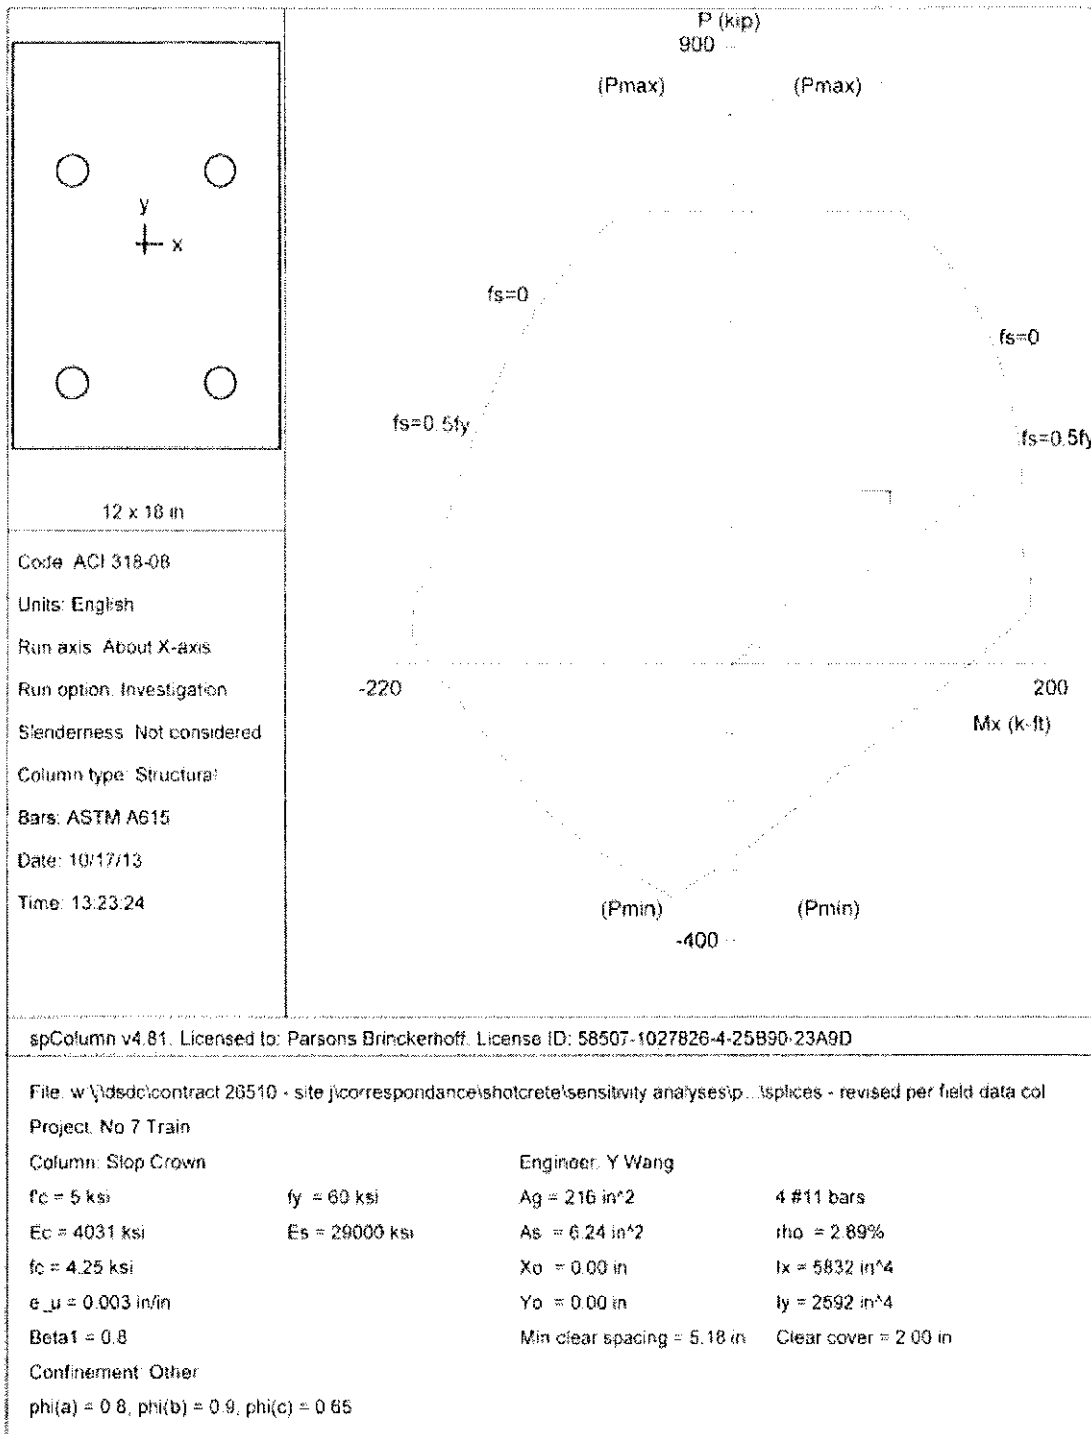 P (kip)
900
(Pmax) (Pmax)
y
x
fs=0
fs=0
fs=0.5fy
fs=0.5fy
12 x 18 in
Code: ACI 318-08
Units: English
Run axis: About X-axis
Run option: Investigation
Slenderness: Not considered
Column type: Structural
Bars: ASTM A615
Date: 10/17/13
Time: 13:23:24
-220
200
Mx (k-ft)
(Pmin) (Pmin)
-400
spColumn v4.81. Licensed to: Parsons Brinckerhoff. License ID: 58507-1027826-4-25B90-23A9D
File: w:\\dsdc\contract 26510 - site j\correspondance\shotcrete\sensitivity analyses\p...\splices - revised per field data col
Project: No 7 Train
Column: Slop Crown Engineer: Y Wang
f'c = 5 ksi fy = 60 ksi Ag = 216 in^2 4 #11 bars
Ec = 4031 ksi Es = 29000 ksi As = 6.24 in^2 rho = 2.89%
fc = 4.25 ksi Xo = 0.00 in Ix = 5832 in^4
e_u = 0.003 in/in Yo = 0.00 in Iy = 2592 in^4
Beta1 = 0.8 Min clear spacing = 5.18 in Clear cover = 2.00 in
Confinement: Other
phi(a) = 0.8, phi(b) = 0.9, phi(c) = 0.65